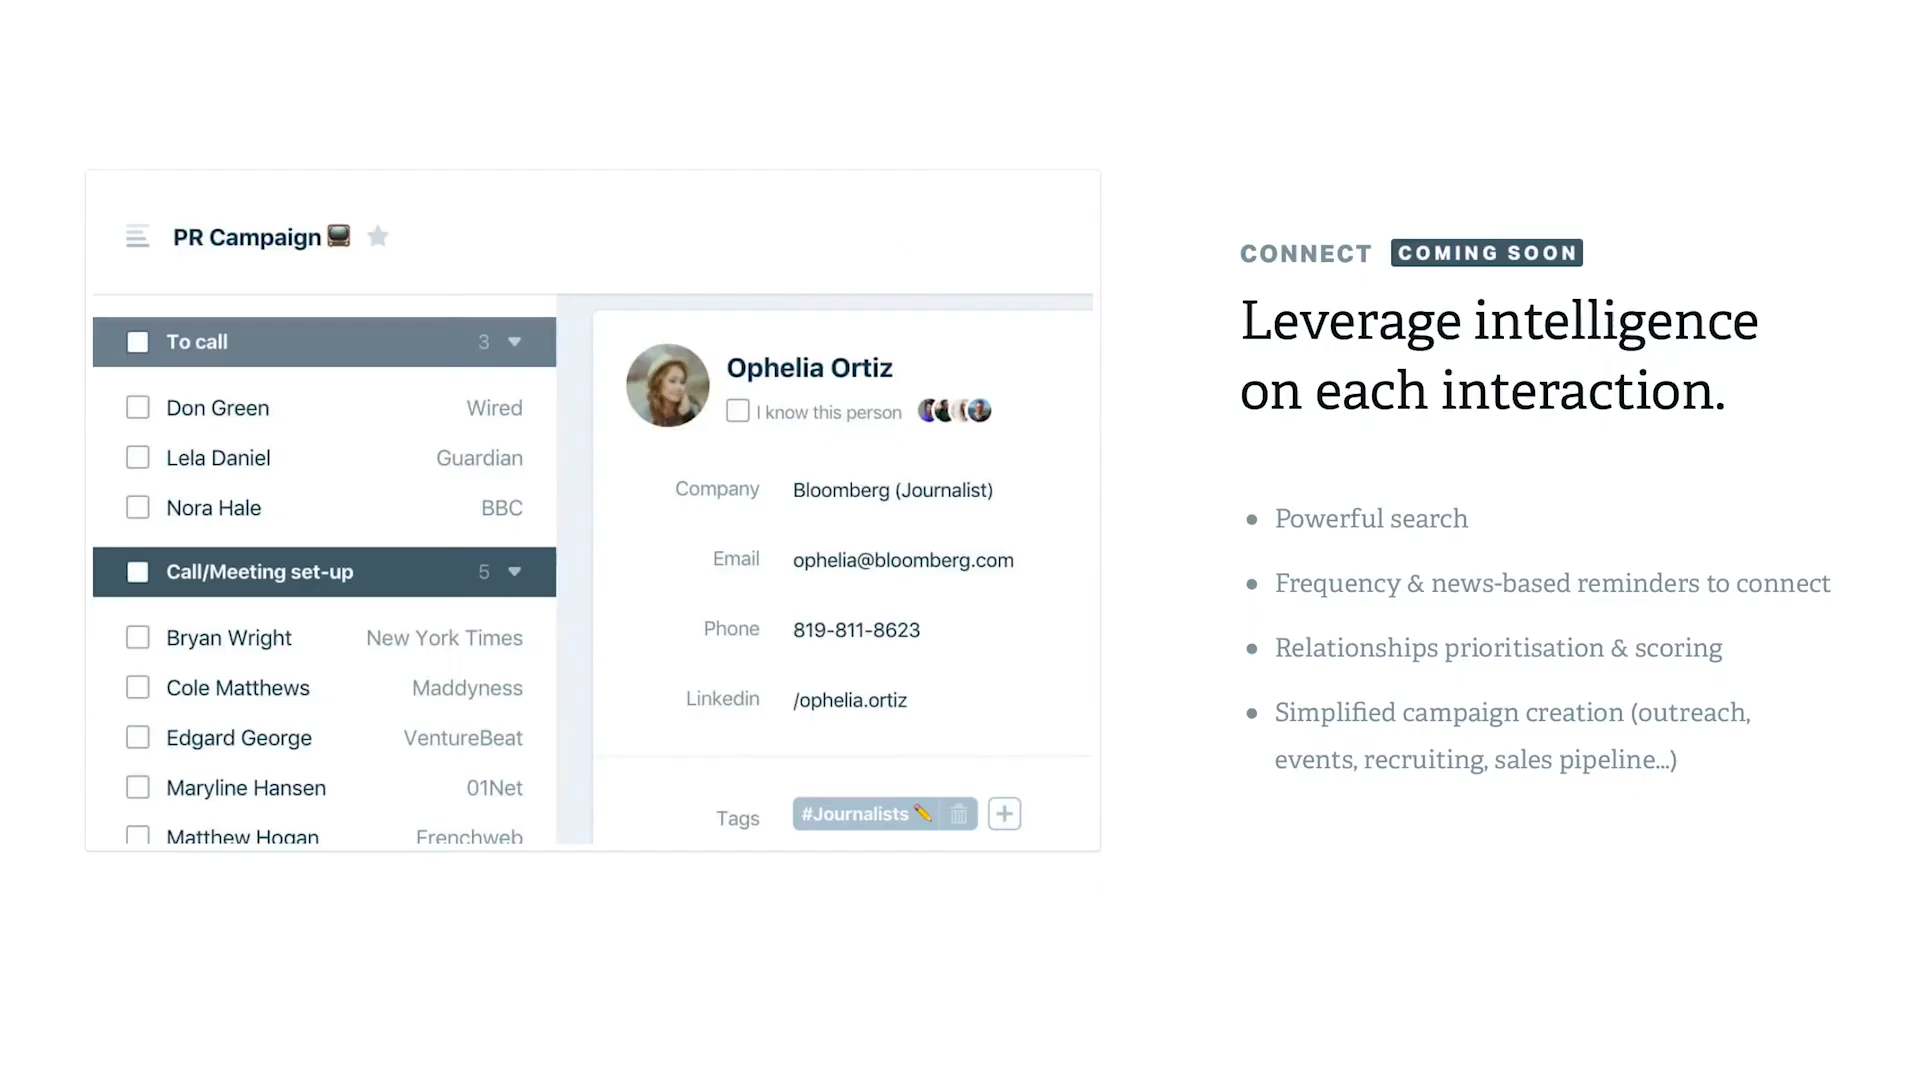 PR Campaign
To call 3
Don Green Wired
Lela Daniel Guardian
Nora Hale BBC
Call/Meeting set-up 5
Bryan Wright New York Times
Cole Matthews Maddyness
Edgard George VentureBeat
Maryline Hansen 01Net
Matthew Hogan Frenchweb
Ophelia Ortiz
I know this person
Company Bloomberg (Journalist)
Email ophelia@bloomberg.com
Phone 819-811-8623
Linkedin /ophelia.ortiz
Tags #Journalists
CONNECT COMING SOON
Leverage intelligence
on each interaction.
Powerful search
Frequency & news-based reminders to connect
Relationships prioritisation & scoring
Simplified campaign creation (outreach,
events, recruiting, sales pipeline...)